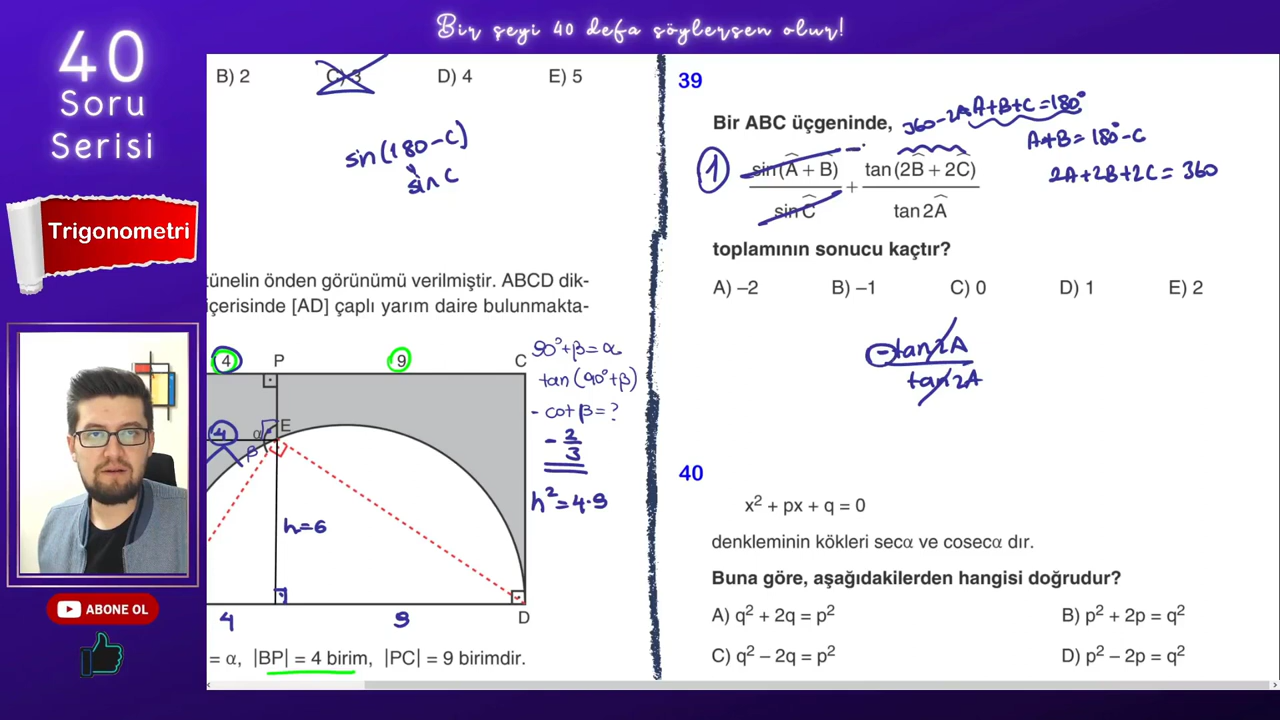 Bir şeyi 40 defa söylersen olur!
40
Soru
Serisi
Trigonometri
ABONE OL
B) 2
C) 3
D) 4
E) 5
sin(180-C)
sin C
tünelin önden görünümü verilmiştir. ABCD dik-
içerisinde [AD] çaplı yarım daire bulunmakta-
4
P
9
C
90°+β=α
tan(90°+β)
-cotβ=?
-2/3
h²=4·9
4
α
E
β
h=6
4
9
D
= α, |BP| = 4 birim, |PC| = 9 birimdir.
39
Bir ABC üçgeninde,
360-2A
A+B+C=180°
A+B=180°-C
2A+2B+2C=360
1
sin(A + B)
sin C
+
tan(2B + 2C)
tan2A
toplamının sonucu kaçtır?
A) –2
B) –1
C) 0
D) 1
E) 2
-tan2A
tan2A
40
x² + px + q = 0
denkleminin kökleri secα ve cosecα dır.
Buna göre, aşağıdakilerden hangisi doğrudur?
A) q² + 2q = p²
B) p² + 2p = q²
C) q² – 2q = p²
D) p² – 2p = q²